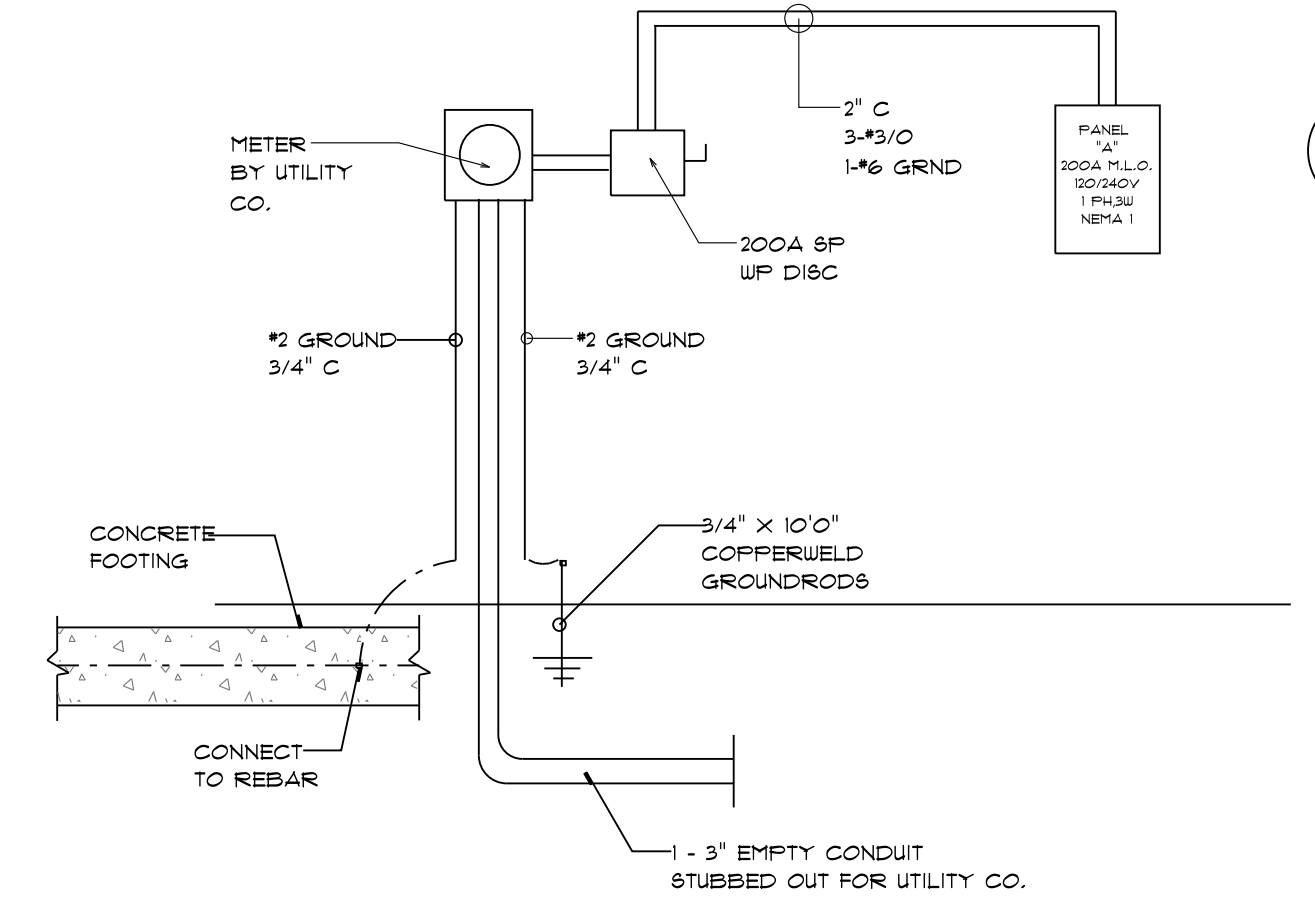 METER
BY UTILITY
CO.
2" C
3-#3/0
1-#6 GRND
PANEL
"A"
200A M.L.O.
120/240V
1 PH,3W
NEMA 1
200A SP
WP DISC
#2 GROUND
3/4" C
#2 GROUND
3/4" C
CONCRETE
FOOTING
3/4" X 10'0"
COPPERWELD
GROUNDRODS
CONNECT
TO REBAR
1 - 3" EMPTY CONDUIT
STUBBED OUT FOR UTILITY CO.